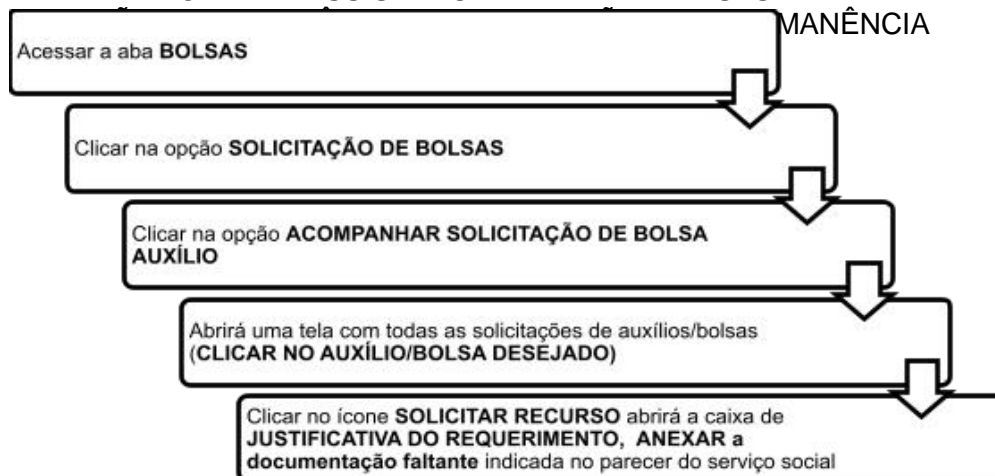 MANÊNCIA
Acessar a aba BOLSAS
Clicar na opção SOLICITAÇÃO DE BOLSAS
Clicar na opção ACOMPANHAR SOLICITAÇÃO DE BOLSA
AUXÍLIO
Abrirá uma tela com todas as solicitações de auxílios/bolsas
(CLICAR NO AUXÍLIO/BOLSA DESEJADO)
Clicar no ícone SOLICITAR RECURSO abrirá a caixa de
JUSTIFICATIVA DO REQUERIMENTO, ANEXAR a
documentação faltante indicada no parecer do serviço social